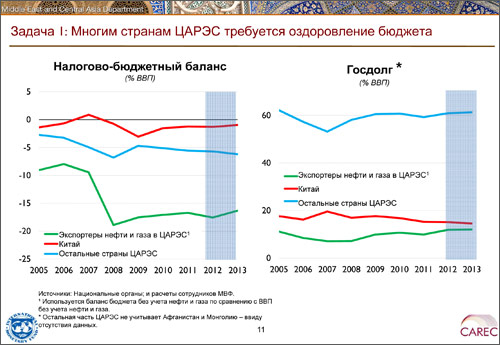 Middle East and Central Asia Department
Задача 1: Многим странам ЦАРЭС требуется оздоровление бюджета
Налогово-бюджетный баланс
(% ВВП)
5
0
-5
-10
-15
-20
-25
Экспортеры нефти и газа в ЦАРЭС¹
Китай
Остальные страны ЦАРЭС
2005 2006 2007 2008 2009 2010 2011 2012 2013
Госдолг *
(% ВВП)
60
40
20
0
Экспортеры нефти и газа в ЦАРЭС¹
Китай
Остальные страны ЦАРЭС
2005 2006 2007 2008 2009 2010 2011 2012 2013
Источники: Национальные органы; и расчеты сотрудников МВФ.
¹ Используется баланс бюджета без учета нефти и газа по сравнению с ВВП
без учета нефти и газа.
* Остальная часть ЦАРЭС не учитывает Афганистан и Монголию – ввиду
отсутствия данных.
11
CAREC